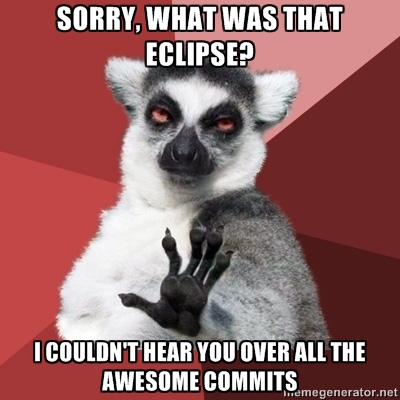 SORRY, WHAT WAS THAT
ECLIPSE?
I COULDN'T HEAR YOU OVER ALL THE
AWESOME COMMITS
memegenerator.net